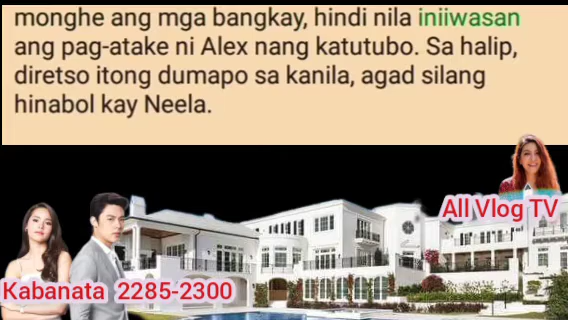 monghe ang mga bangkay, hindi nila iniiwasan
ang pag-atake ni Alex nang katutubo. Sa halip,
diretso itong dumapo sa kanila, agad silang
hinabol kay Neela.
All Vlog TV
Kabanata 2285-2300